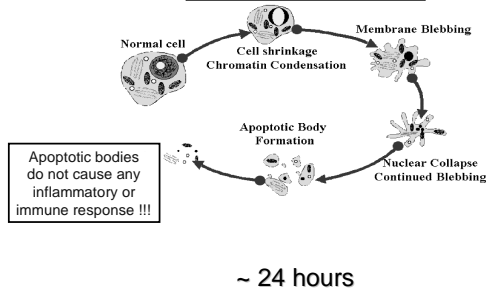 Normal cell
Cell shrinkage
Chromatin Condensation
Membrane Blebbing
Nuclear Collapse
Continued Blebbing
Apoptotic Body
Formation
Apoptotic bodies
do not cause any
inflammatory or
immune response !!!
~ 24 hours